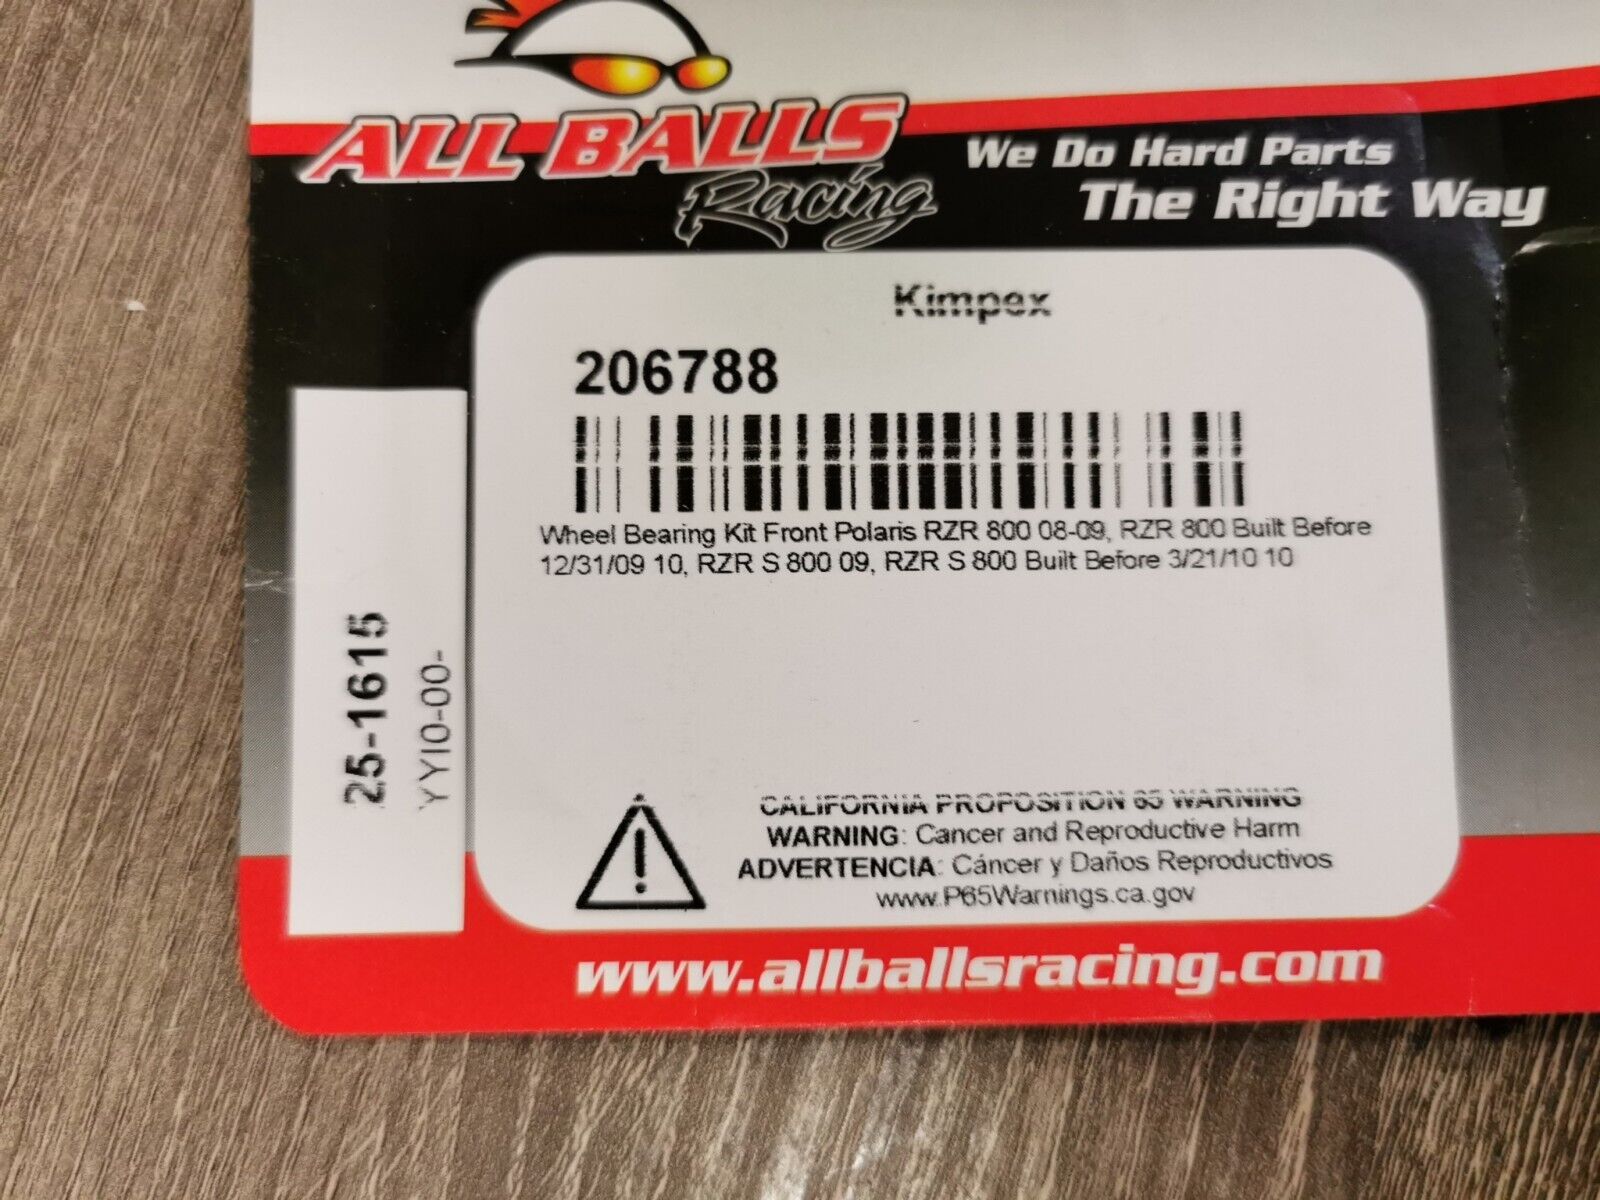 ALL BALLS
Racing
We Do Hard Parts
The Right Way
Kimpex
206788
Wheel Bearing Kit Front Polaris RZR 800 08-09, RZR 800 Built Before
12/31/09 10, RZR S 800 09, RZR S 800 Built Before 3/21/10 10
25-1615
YYI0-00-
CALIFORNIA PROPOSITION 65 WARNING
WARNING: Cancer and Reproductive Harm
ADVERTENCIA: Cáncer y Daños Reproductivos
www.P65Warnings.ca.gov
www.allballsracing.com